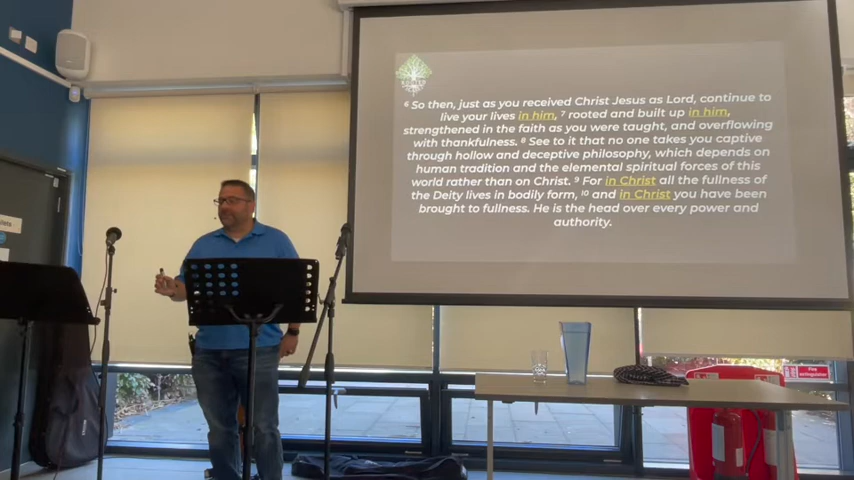 ⁶ So then, just as you received Christ Jesus as Lord, continue to
live your lives in him, ⁷ rooted and built up in him,
strengthened in the faith as you were taught, and overflowing
with thankfulness. ⁸ See to it that no one takes you captive
through hollow and deceptive philosophy, which depends on
human tradition and the elemental spiritual forces of this
world rather than on Christ. ⁹ For in Christ all the fullness of
the Deity lives in bodily form, ¹⁰ and in Christ you have been
brought to fullness. He is the head over every power and
authority.
Fire